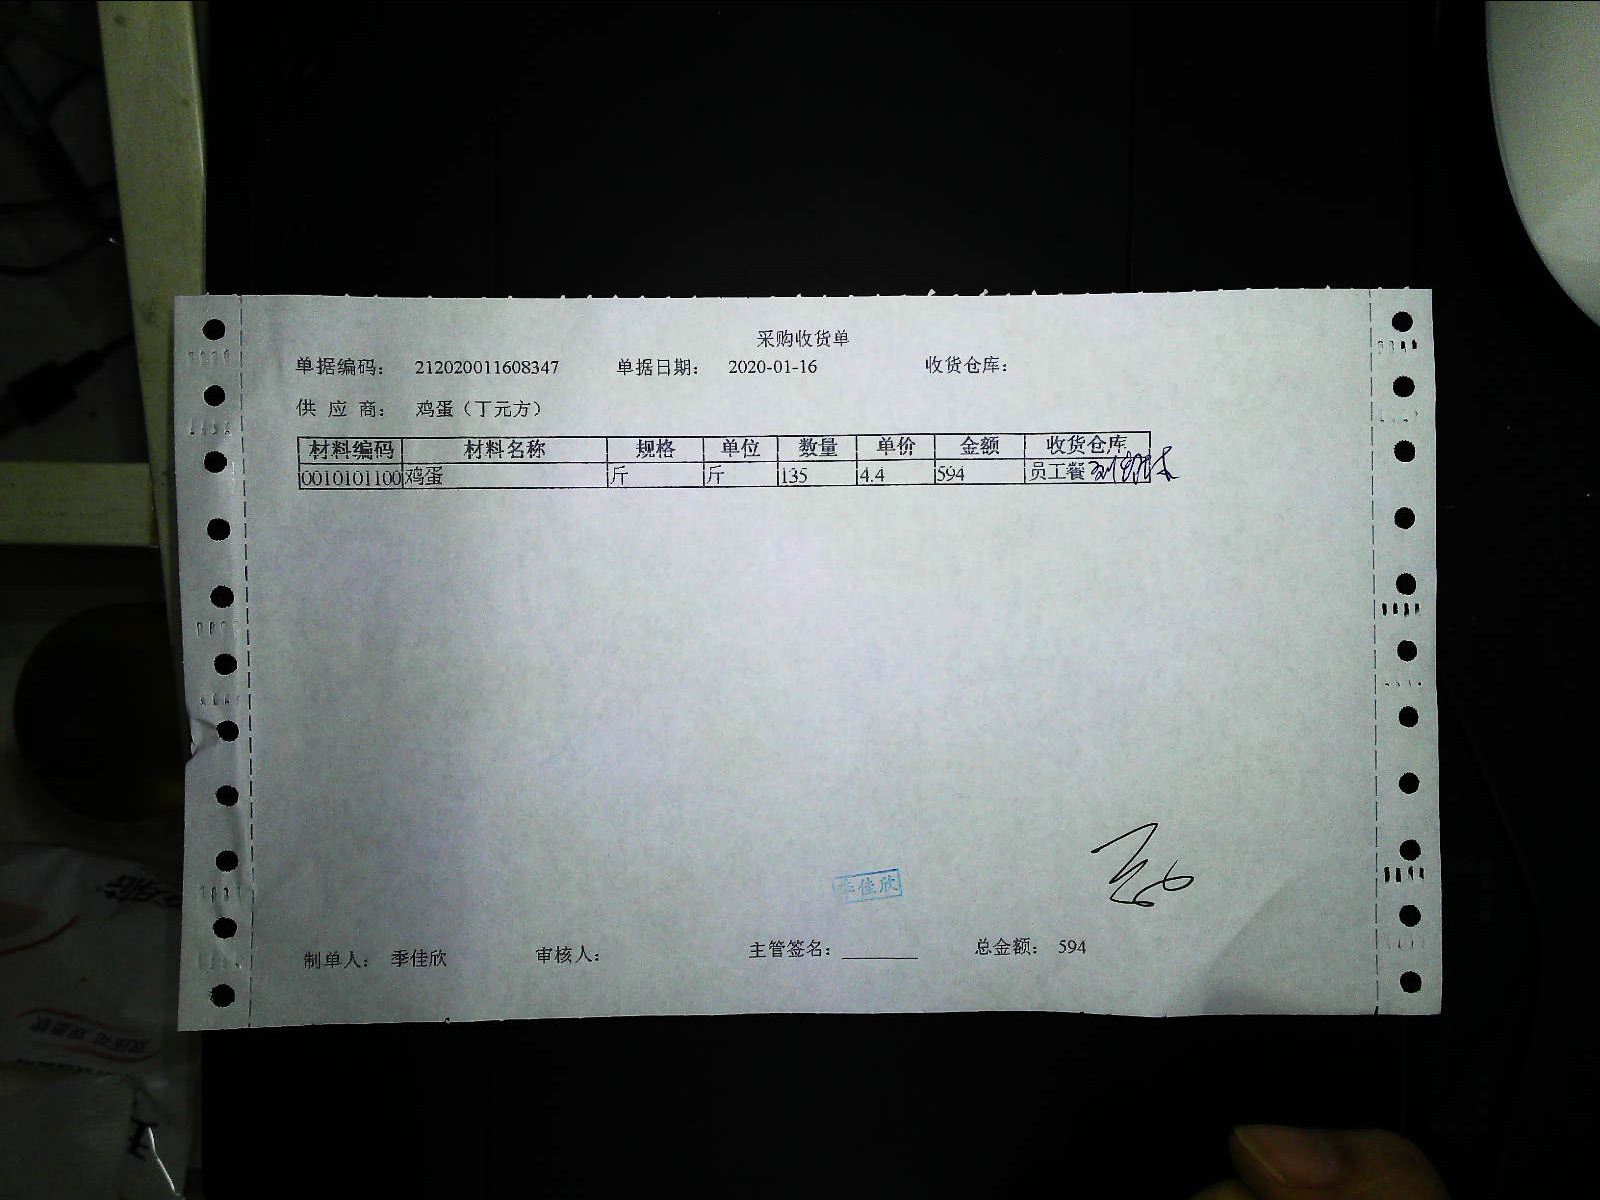 采购收货单
单据编码： 212020011608347 单据日期： 2020-01-16 收货仓库：
供 应 商： 鸡蛋（丁元方）
材料编码 材料名称 规格 单位 数量 单价 金额 收货仓库
0010101100 鸡蛋 斤 斤 135 4.4 594 员工餐
季佳欣
制单人： 季佳欣 审核人： 主管签名： 总金额： 594